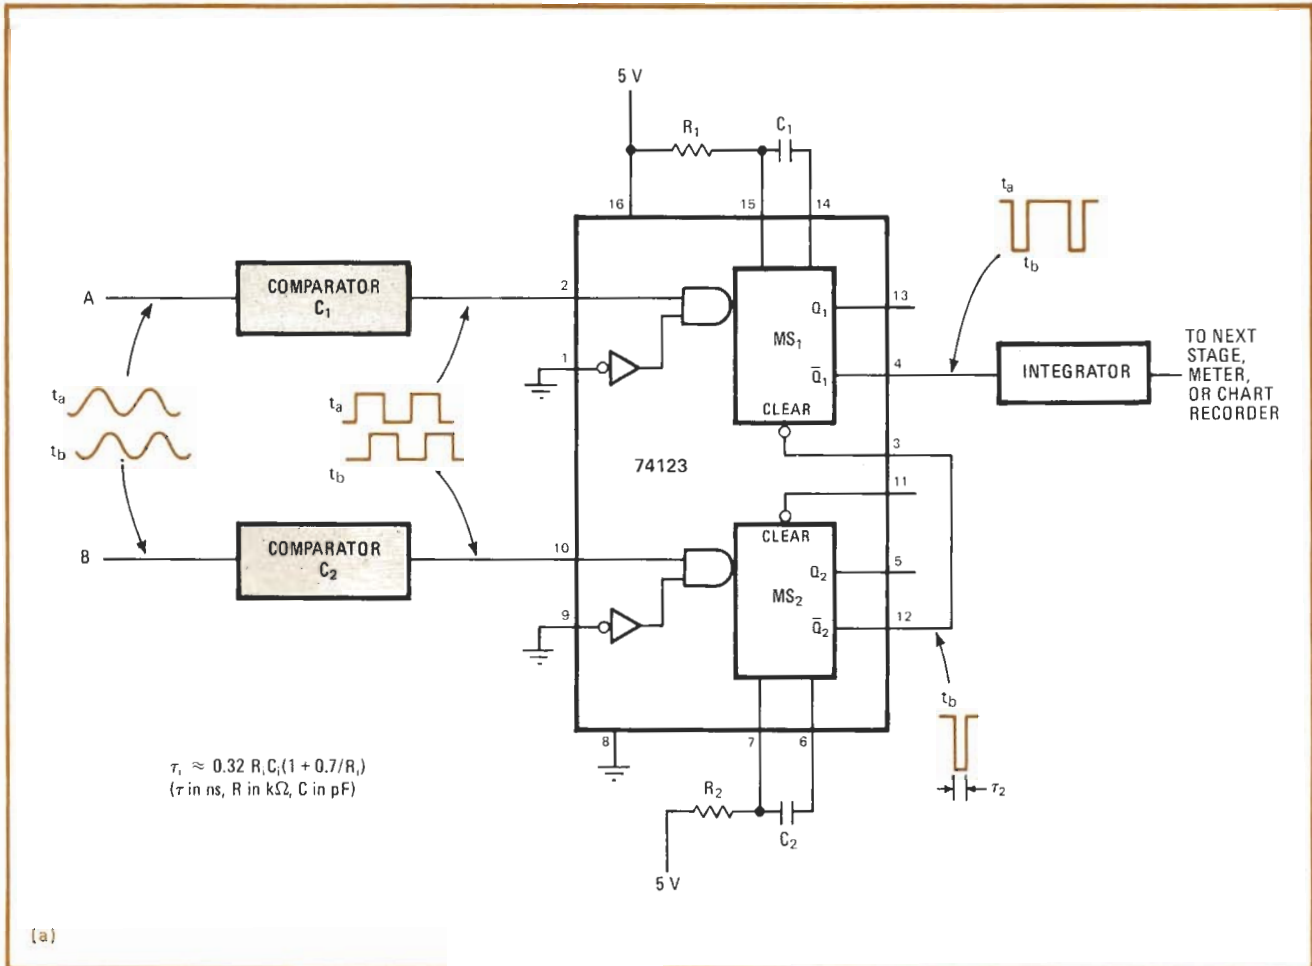 5 V
R1
C1
16
15
14
ta
tb
A
COMPARATOR
C1
2
13
Q1
MS1
1
Q̄1
4
INTEGRATOR
TO NEXT
STAGE,
METER,
OR CHART
RECORDER
CLEAR
3
ta
tb
ta
tb
74123
11
CLEAR
B
COMPARATOR
C2
10
Q2
5
MS2
9
Q̄2
12
tb
τ2
8
7
6
τi ≈ 0.32 RiCi(1 + 0.7/Ri)
(τ in ns, R in kΩ, C in pF)
R2
C2
5 V
(a)